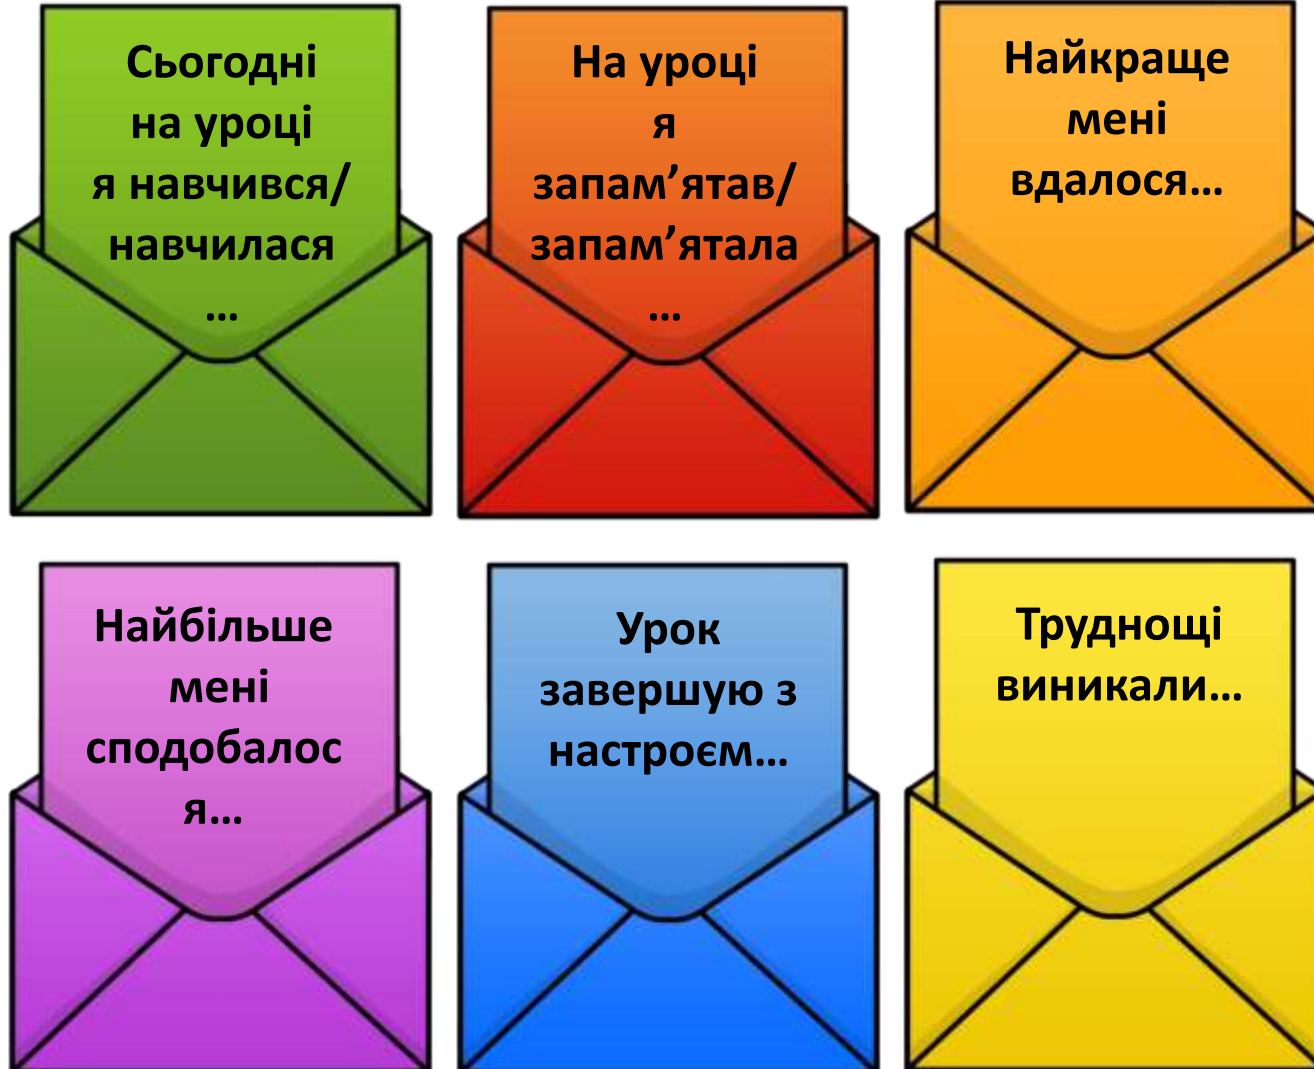 Сьогодні
на уроці
я навчився/
навчилася
...
На уроці
я
запам’ятав/
запам’ятала
...
Найкраще
мені
вдалося...
Найбільше
мені
сподобалос
я...
Урок
завершую з
настроєм...
Труднощі
виникали...